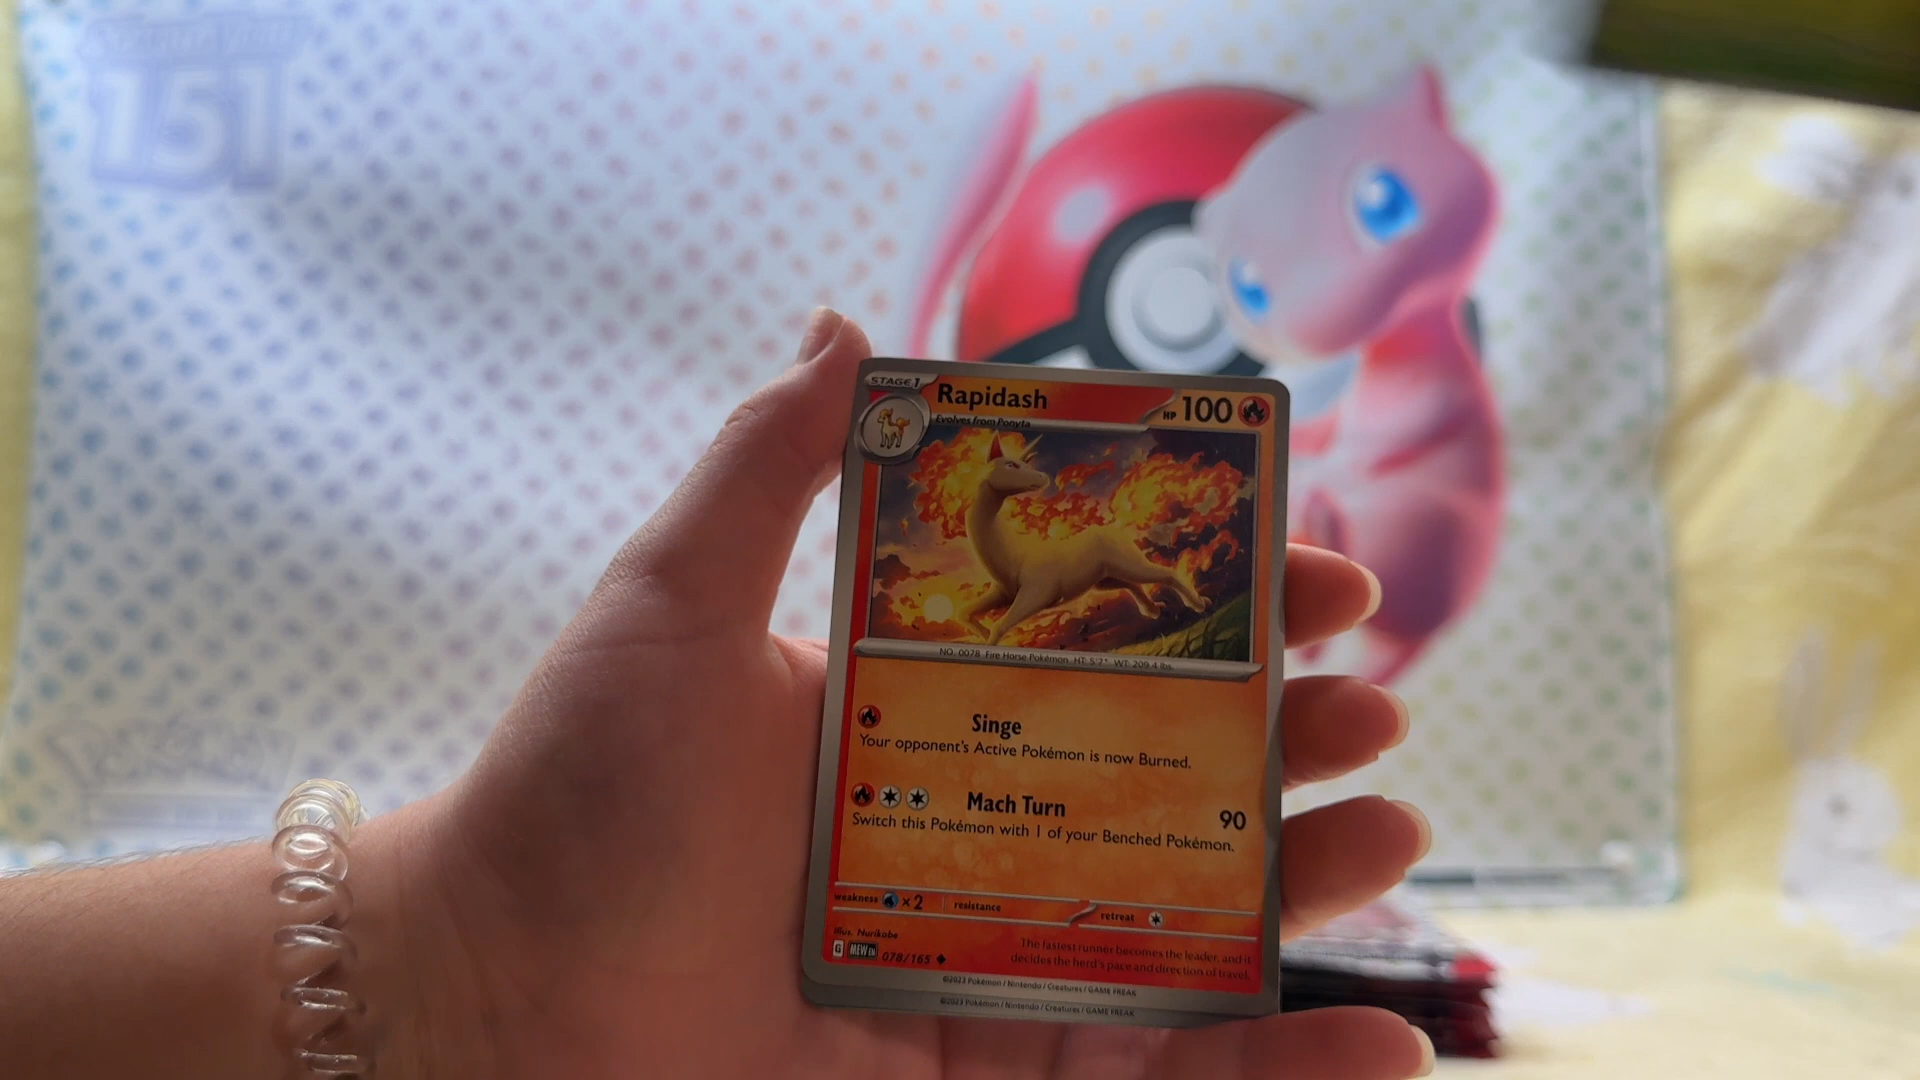 151
Pokémon
STAGE 1
Rapidash
HP 100
Evolves from Ponyta
NO. 0078 Fire Horse Pokémon HT: 5'7" WT: 209.4 lbs.
Singe
Your opponent's Active Pokémon is now Burned.
Mach Turn 90
Switch this Pokémon with 1 of your Benched Pokémon.
weakness ×2 resistance retreat
Illus. Nurikabe
G MEW EN 078/165
The fastest runner becomes the leader, and it
decides the herd's pace and direction of travel.
©2023 Pokémon / Nintendo / Creatures / GAME FREAK
©2023 Pokémon / Nintendo / Creatures / GAME FREAK